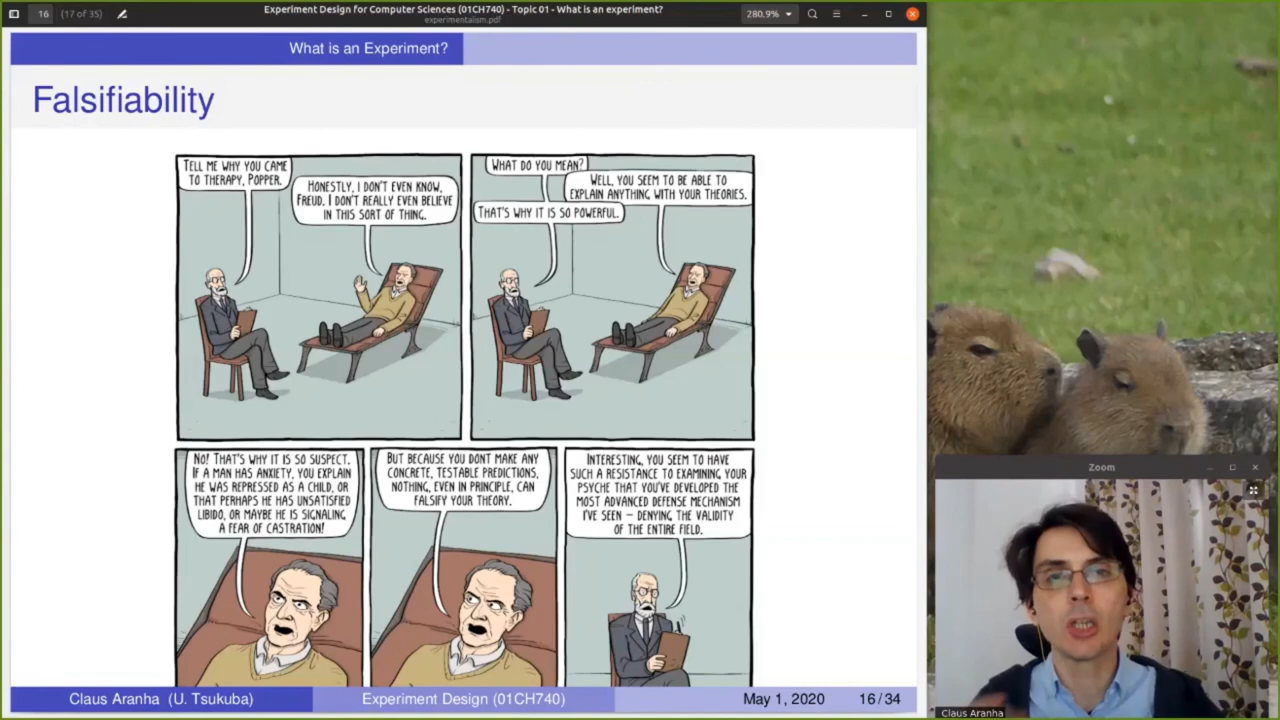 16
(17 of 35)
Experiment Design for Computer Sciences (01CH740) - Topic 01 - What is an experiment?
experimentalism.pdf
280.9%
What is an Experiment?
Falsifiability
TELL ME WHY YOU CAME
TO THERAPY, POPPER.
HONESTLY, I DON'T EVEN KNOW,
FREUD. I DON'T REALLY EVEN BELIEVE
IN THIS SORT OF THING.
WHAT DO YOU MEAN?
WELL, YOU SEEM TO BE ABLE TO
EXPLAIN ANYTHING WITH YOUR THEORIES.
THAT'S WHY IT IS SO POWERFUL.
NO! THAT'S WHY IT IS SO SUSPECT.
IF A MAN HAS ANXIETY, YOU EXPLAIN
HE WAS REPRESSED AS A CHILD, OR
THAT PERHAPS HE HAS UNSATISFIED
LIBIDO, OR MAYBE HE IS SIGNALING
A FEAR OF CASTRATION!
BUT BECAUSE YOU DONT MAKE ANY
CONCRETE, TESTABLE PREDICTIONS,
NOTHING, EVEN IN PRINCIPLE, CAN
FALSIFY YOUR THEORY.
INTERESTING, YOU SEEM TO HAVE
SUCH A RESISTANCE TO EXAMINING YOUR
PSYCHE THAT YOU'VE DEVELOPED THE
MOST ADVANCED DEFENSE MECHANISM
I'VE SEEN – DENYING THE VALIDITY
OF THE ENTIRE FIELD.
Claus Aranha (U. Tsukuba)
Experiment Design (01CH740)
May 1, 2020
16/34
Zoom
Claus Aranha